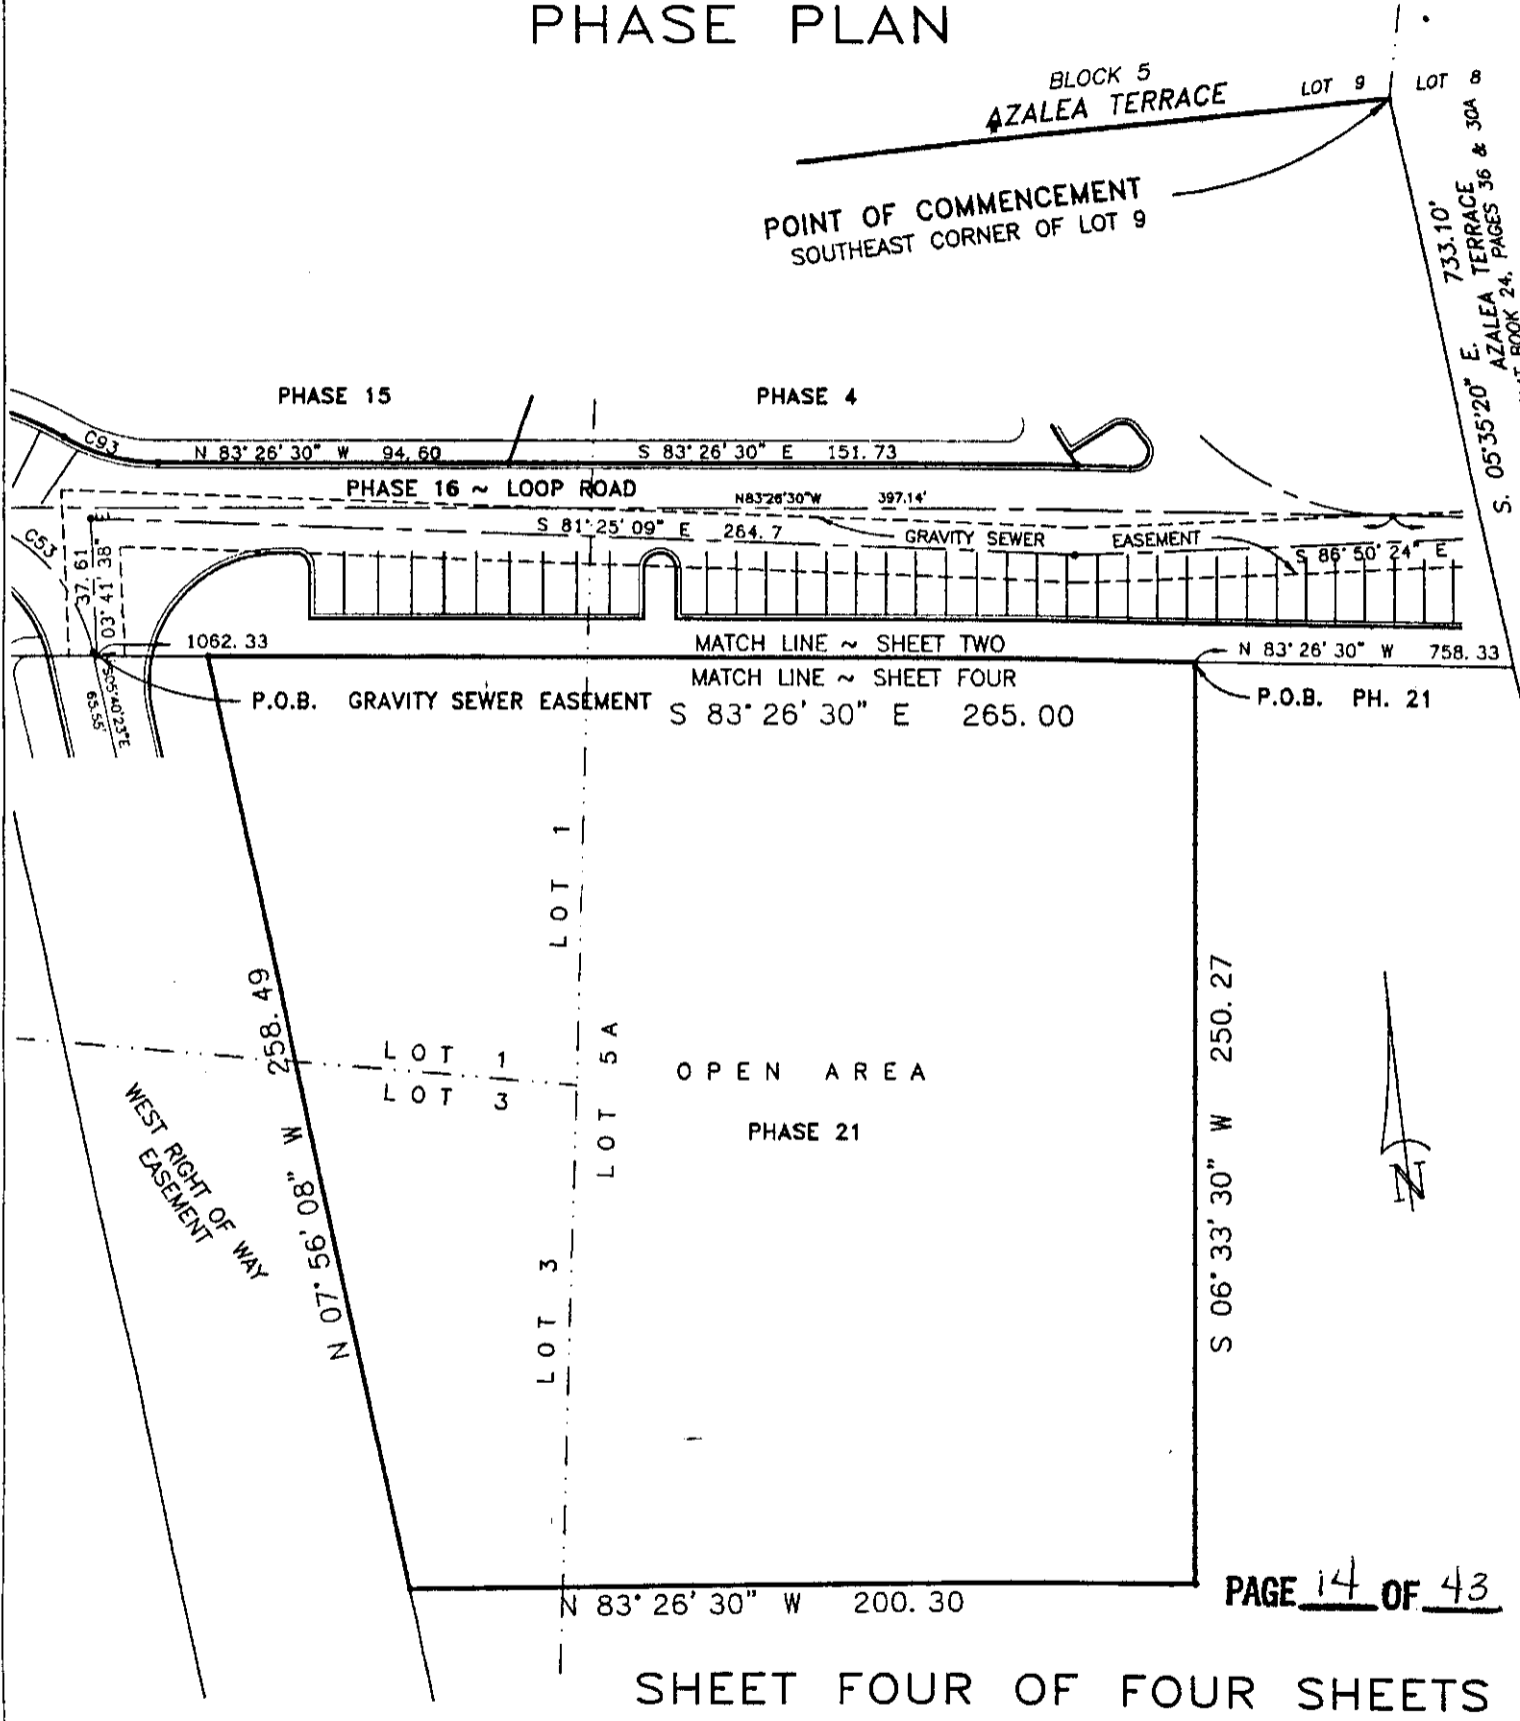 PHASE PLAN
BLOCK 5
AZALEA TERRACE
LOT 9
LOT 8
POINT OF COMMENCEMENT
SOUTHEAST CORNER OF LOT 9
S. 05°35'20" E. 733.10'
AZALEA TERRACE
BOOK 24, PAGES 36 & 30A
PHASE 15
PHASE 4
C93
N 83° 26' 30" W 94.60
S 83° 26' 30" E 151.73
PHASE 16 ~ LOOP ROAD
N83°26'30"W 397.14'
S 81° 25' 09" E 264.7
GRAVITY SEWER EASEMENT
S 86° 50' 24" E
C53
37.61
03° 41' 38" E
1062.33
MATCH LINE ~ SHEET TWO
N 83° 26' 30" W 758.33
MATCH LINE ~ SHEET FOUR
P.O.B. GRAVITY SEWER EASEMENT
P.O.B. PH. 21
S 83° 26' 30" E 265.00
S05°40'23"E
65.55'
LOT 1
258.49
N 07° 56' 08" W
LOT 1
LOT 3
LOT 5A
OPEN AREA
PHASE 21
250.27
S 06° 33' 30" W
WEST RIGHT OF WAY
EASEMENT
LOT 3
N
N 83° 26' 30" W 200.30
PAGE 14 OF 43
SHEET FOUR OF FOUR SHEETS